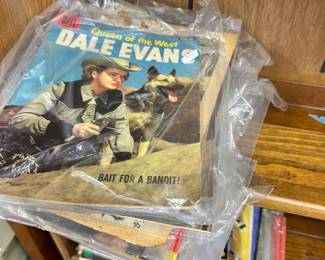 Queen of the West
DALE EVANS
BAIT FOR A BANDIT!